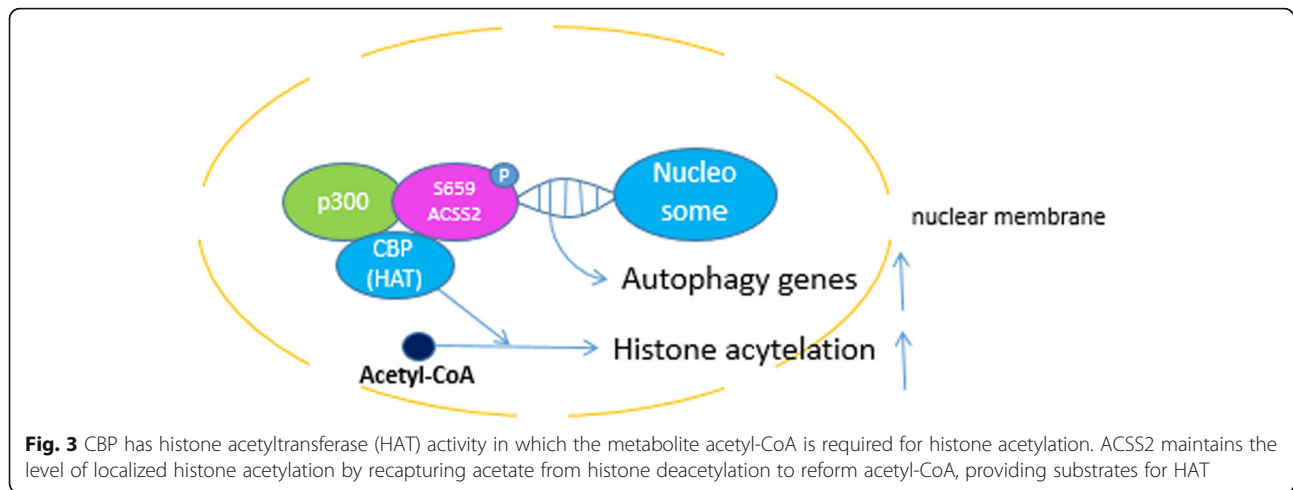 Nucleo
some
P
S659
ACSS2
p300
CBP
(HAT)
nuclear membrane
Autophagy genes
Histone acytelation
Acetyl-CoA
Fig. 3 CBP has histone acetyltransferase (HAT) activity in which the metabolite acetyl-CoA is required for histone acetylation. ACSS2 maintains the
level of localized histone acetylation by recapturing acetate from histone deacetylation to reform acetyl-CoA, providing substrates for HAT